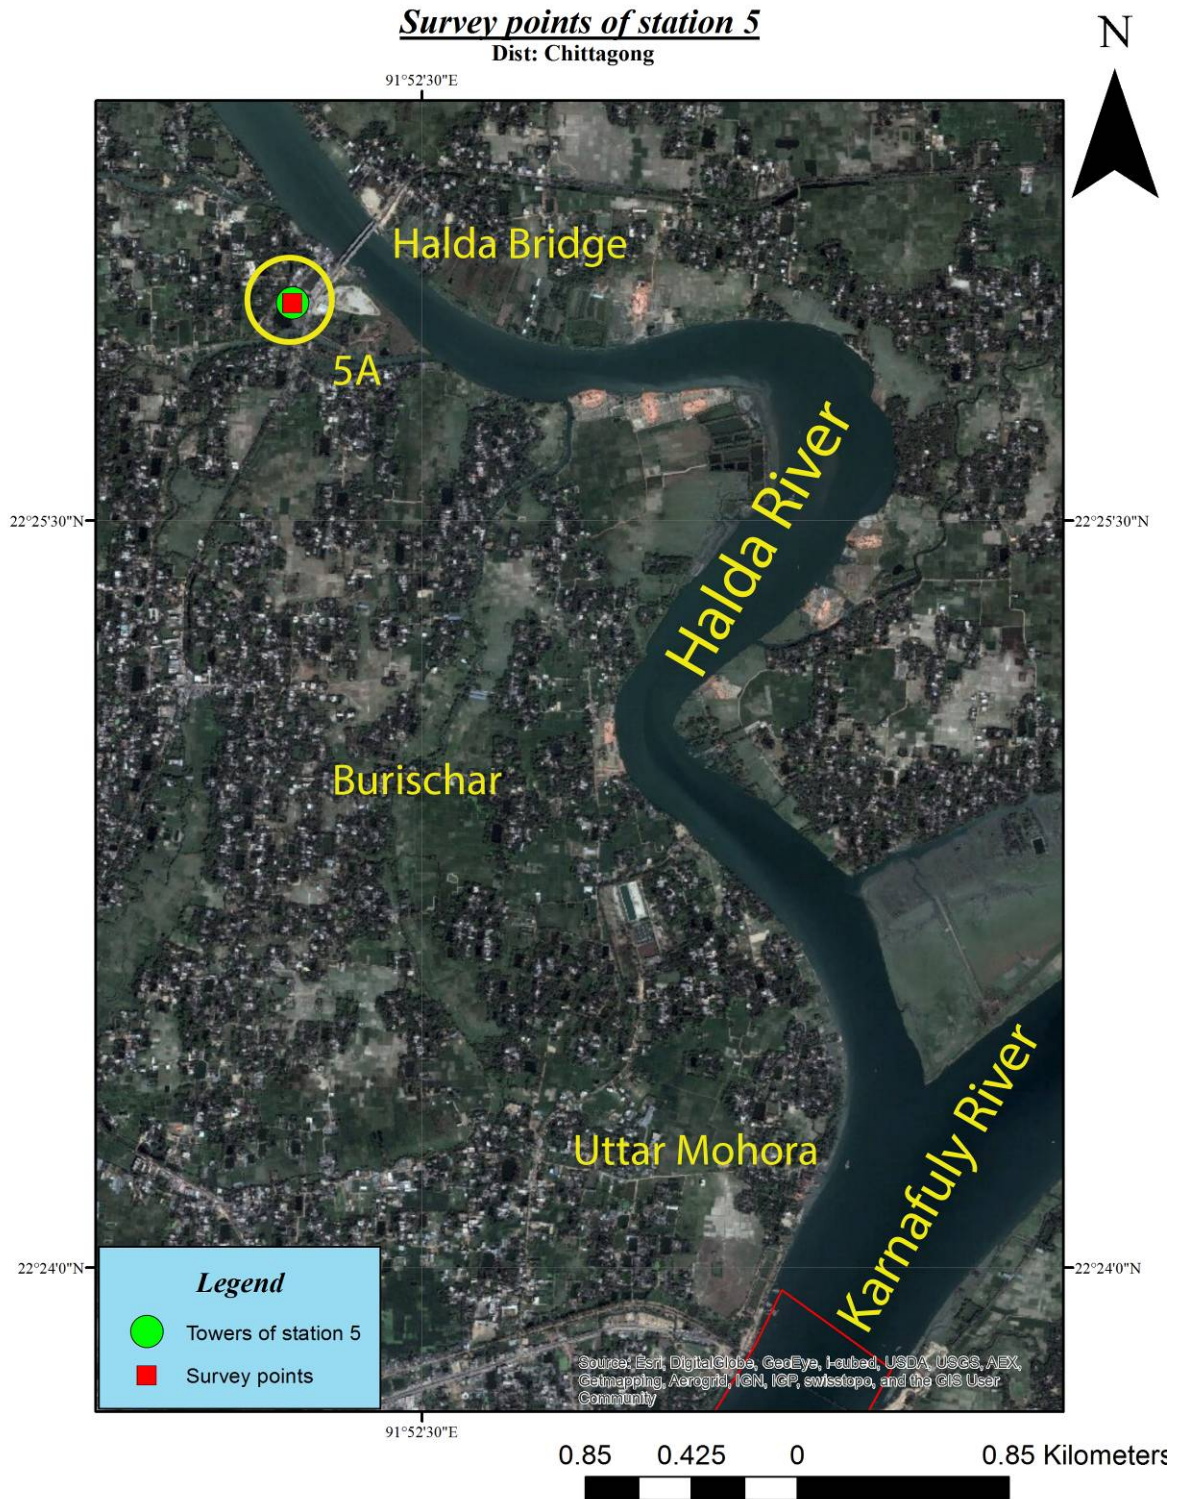 Survey points of station 5
Dist: Chittagong
N
91°52'30"E
Halda Bridge
5A
Halda River
22°25'30"N
22°25'30"N
Burischar
Uttar Mohora
Karnafuly River
22°24'0"N
22°24'0"N
Legend
Towers of station 5
Survey points
Source: Esri, DigitalGlobe, GeoEye, i-cubed, USDA, USGS, AEX,
Getmapping, Aerogrid, IGN, IGP, swisstopo, and the GIS User
Community
91°52'30"E
0.85 0.425 0 0.85 Kilometers